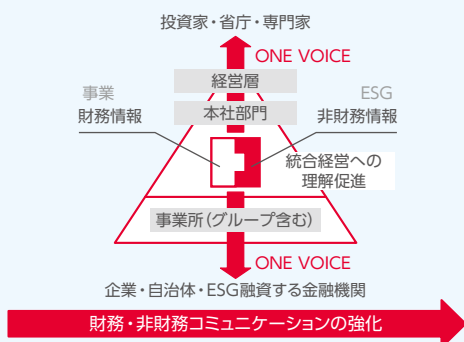 投資家・省庁・専門家
ONE VOICE
経営層
事業
財務情報
本社部門
ESG
非財務情報
統合経営への
理解促進
事業所(グループ含む)
ONE VOICE
企業・自治体・ESG融資する金融機関
財務・非財務コミュニケーションの強化